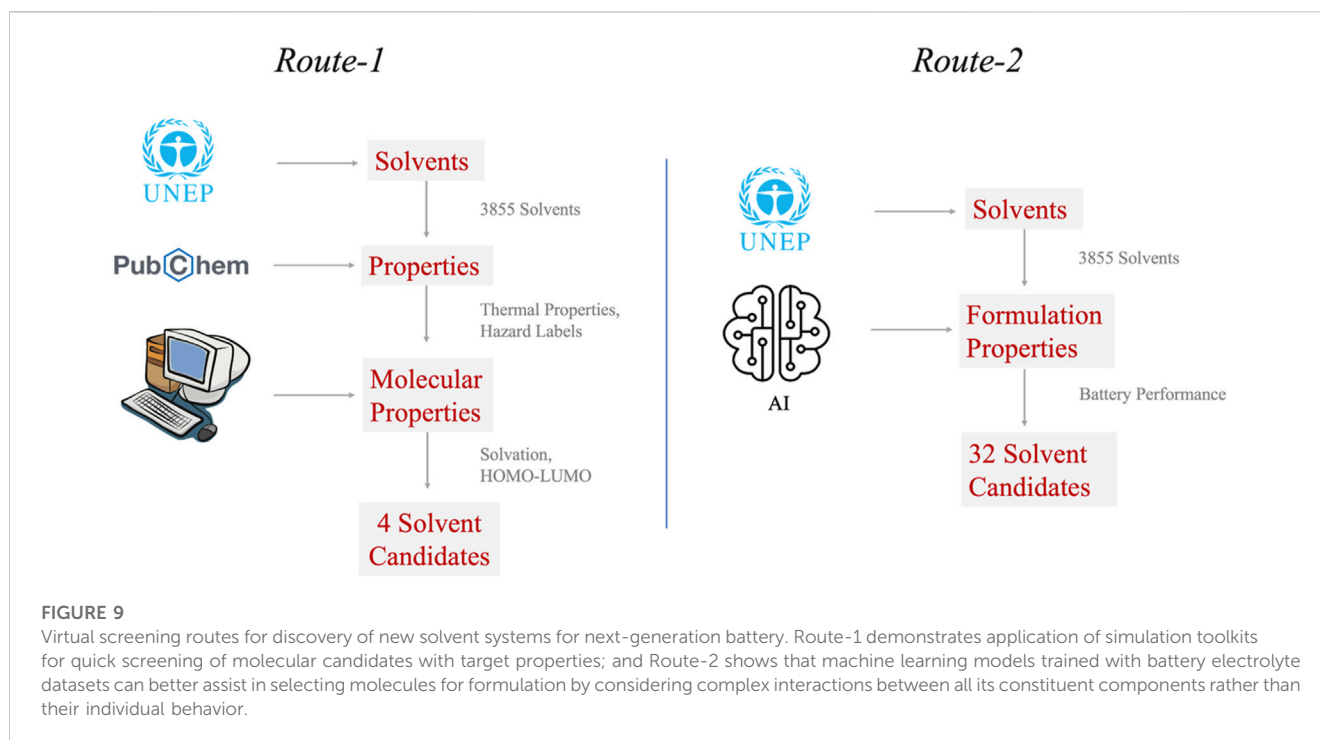 Route-1
UNEP
Solvents
3855 Solvents
PubChem
Properties
Thermal Properties,
Hazard Labels
Molecular
Properties
Solvation,
HOMO-LUMO
4 Solvent
Candidates
Route-2
UNEP
Solvents
3855 Solvents
AI
Formulation
Properties
Battery Performance
32 Solvent
Candidates
FIGURE 9
Virtual screening routes for discovery of new solvent systems for next-generation battery. Route-1 demonstrates application of simulation toolkits
for quick screening of molecular candidates with target properties; and Route-2 shows that machine learning models trained with battery electrolyte
datasets can better assist in selecting molecules for formulation by considering complex interactions between all its constituent components rather than
their individual behavior.